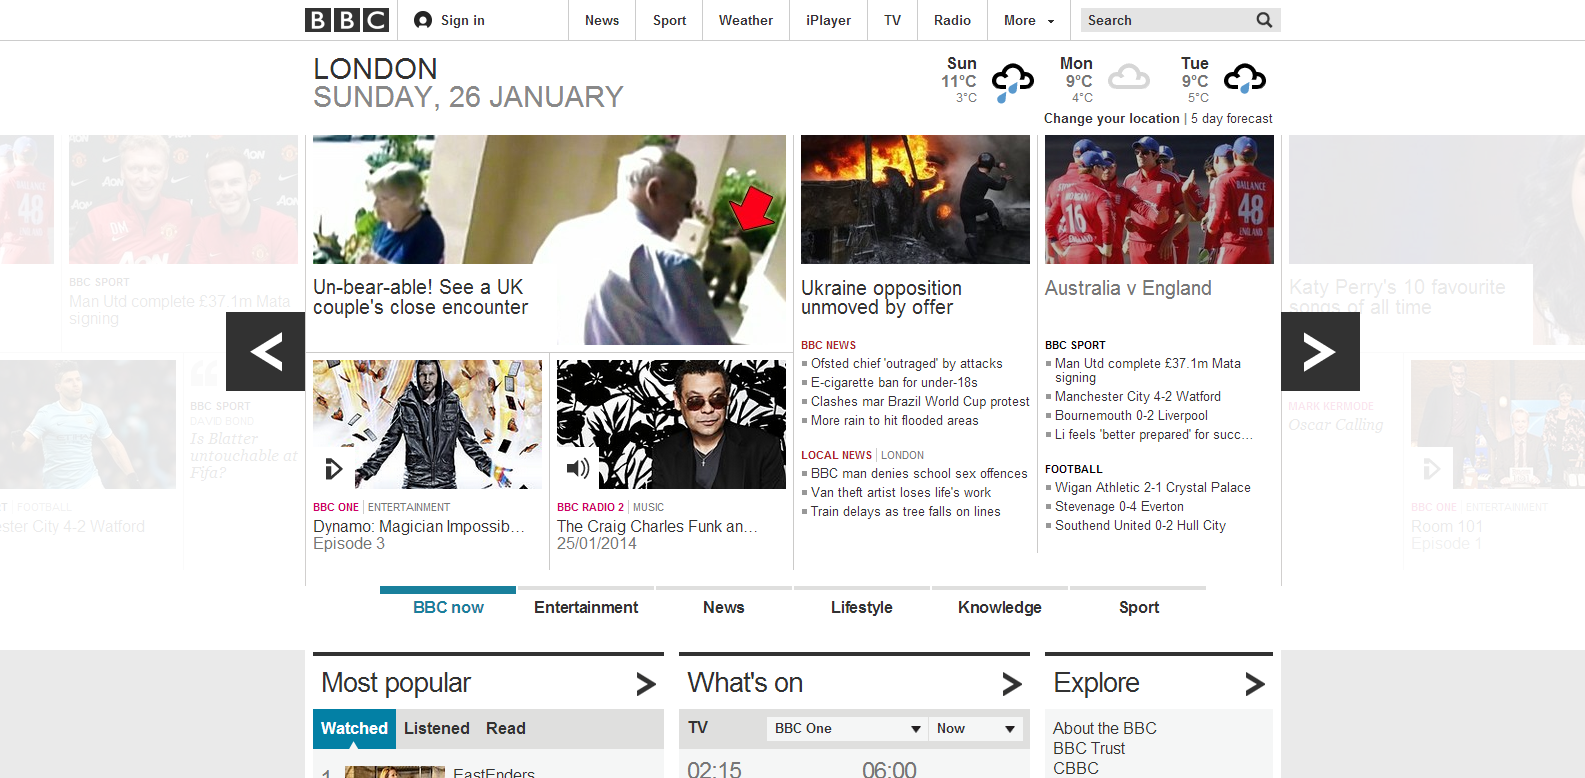 BBC
Sign in
News
Sport
Weather
iPlayer
TV
Radio
More
Search
LONDON
SUNDAY, 26 JANUARY
Sun
11°C
3°C
Mon
9°C
4°C
Tue
9°C
5°C
Change your location | 5 day forecast
48
DM
AON
BBC SPORT
Man Utd complete £37.1m Mata
signing
BBC SPORT
DAVID BOND
Is Blatter
untouchable at
Fifa?
FOOTBALL
Manchester City 4-2 Watford
Un-bear-able! See a UK
couple's close encounter
BBC ONE | ENTERTAINMENT
Dynamo: Magician Impossib...
Episode 3
BBC RADIO 2 | MUSIC
The Craig Charles Funk an...
25/01/2014
Ukraine opposition
unmoved by offer
BBC NEWS
Ofsted chief 'outraged' by attacks
E-cigarette ban for under-18s
Clashes mar Brazil World Cup protest
More rain to hit flooded areas
LOCAL NEWS | LONDON
BBC man denies school sex offences
Van theft artist loses life's work
Train delays as tree falls on lines
16
BALLANCE
48
ENGLAND
Australia v England
BBC SPORT
Man Utd complete £37.1m Mata
signing
Manchester City 4-2 Watford
Bournemouth 0-2 Liverpool
Li feels 'better prepared' for succ...
FOOTBALL
Wigan Athletic 2-1 Crystal Palace
Stevenage 0-4 Everton
Southend United 0-2 Hull City
Katy Perry's 10 favourite
songs of all time
MARK KERMODE
Oscar Calling
BBC ONE | ENTERTAINMENT
Room 101
Episode 1
BBC now
Entertainment
News
Lifestyle
Knowledge
Sport
Most popular
Watched
Listened
Read
1
EastEnders
What's on
TV
BBC One
Now
02:15
06:00
Explore
About the BBC
BBC Trust
CBBC